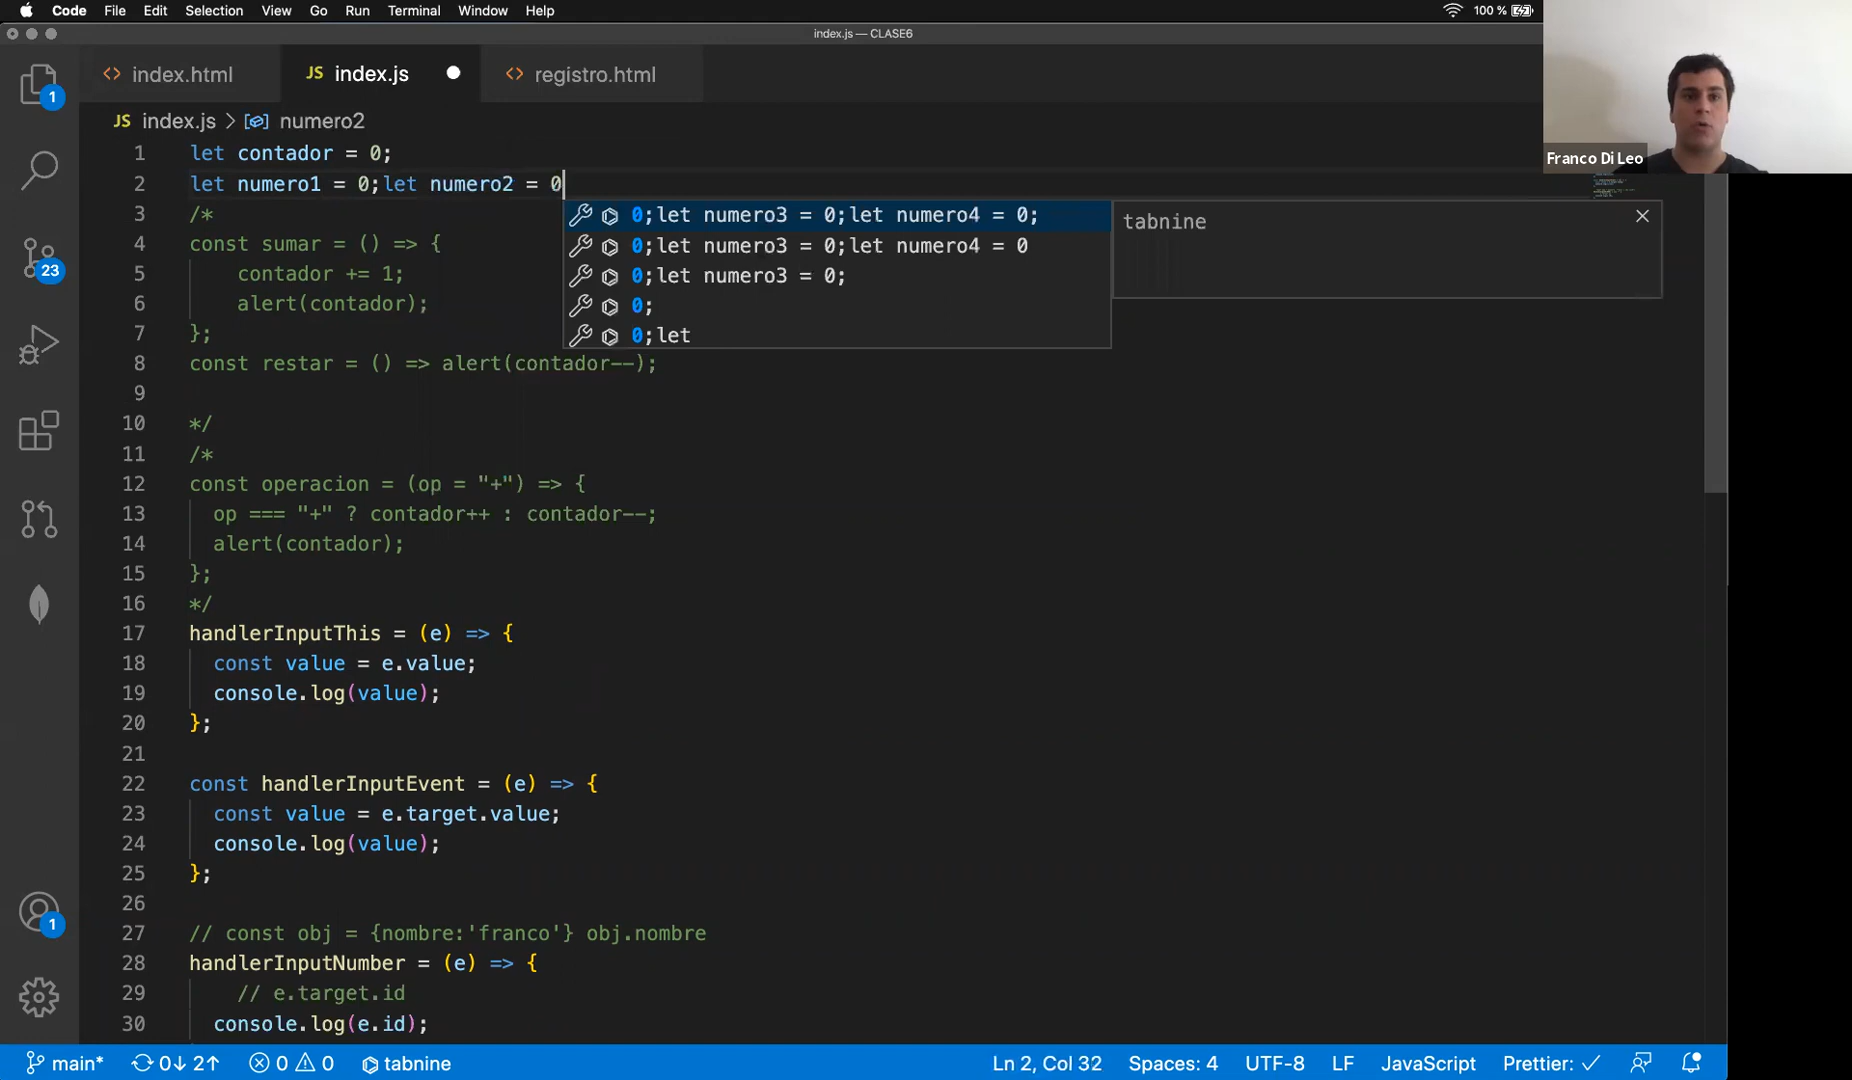 Code File Edit Selection View Go Run Terminal Window Help 100 %
index.js — CLASE6
index.html JS index.js registro.html
JS index.js > numero2
Franco Di Leo
1 let contador = 0;
2 let numero1 = 0;let numero2 = 0
3 /*
0;let numero3 = 0;let numero4 = 0;
tabnine
4 const sumar = () => {
0;let numero3 = 0;let numero4 = 0
5 contador += 1;
0;let numero3 = 0;
6 alert(contador);
0;
7 };
0;let
8 const restar = () => alert(contador--);
9
10 */
11 /*
12 const operacion = (op = "+") => {
13 op === "+" ? contador++ : contador--;
14 alert(contador);
15 };
16 */
17 handlerInputThis = (e) => {
18 const value = e.value;
19 console.log(value);
20 };
21
22 const handlerInputEvent = (e) => {
23 const value = e.target.value;
24 console.log(value);
25 };
26
27 // const obj = {nombre:'franco'} obj.nombre
28 handlerInputNumber = (e) => {
29 // e.target.id
30 console.log(e.id);
1
23
1
main* 0↓ 2↑ 0 0 tabnine Ln 2, Col 32 Spaces: 4 UTF-8 LF JavaScript Prettier: ✓